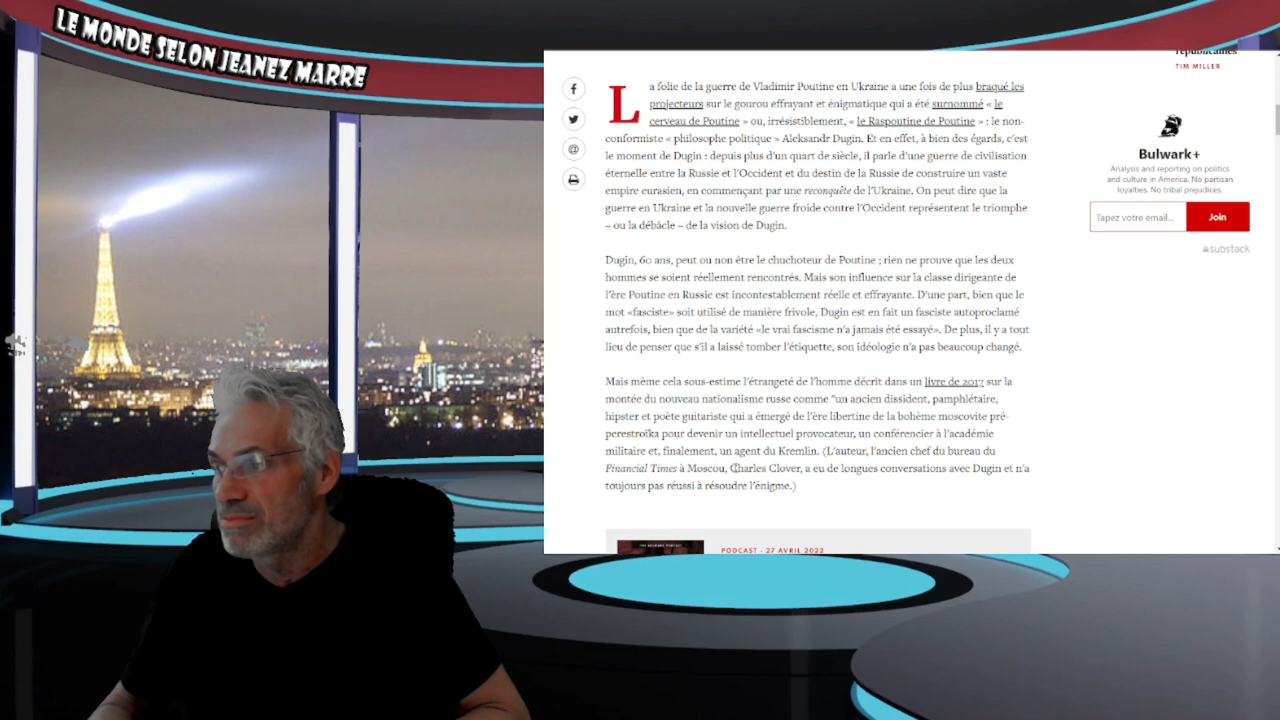 LE MONDE SELON JEANEZ MARRE
républicaines
TIM MILLER
La folie de la guerre de Vladimir Poutine en Ukraine a une fois de plus braqué les
projecteurs sur le gourou effrayant et énigmatique qui a été surnommé « le
cerveau de Poutine » ou, irrésistiblement, « le Raspoutine de Poutine » : le non-
conformiste « philosophe politique » Aleksandr Dugin. Et en effet, à bien des égards, c'est
le moment de Dugin : depuis plus d'un quart de siècle, il parle d'une guerre de civilisation
éternelle entre la Russie et l'Occident et du destin de la Russie de construire un vaste
empire eurasien, en commençant par une reconquête de l'Ukraine. On peut dire que la
guerre en Ukraine et la nouvelle guerre froide contre l'Occident représentent le triomphe
– ou la débâcle – de la vision de Dugin.
Dugin, 60 ans, peut ou non être le chuchoteur de Poutine ; rien ne prouve que les deux
hommes se soient réellement rencontrés. Mais son influence sur la classe dirigeante de
l'ère Poutine en Russie est incontestablement réelle et effrayante. D'une part, bien que le
mot «fasciste» soit utilisé de manière frivole, Dugin est en fait un fasciste autoproclamé
autrefois, bien que de la variété «le vrai fascisme n'a jamais été essayé». De plus, il y a tout
lieu de penser que s'il a laissé tomber l'étiquette, son idéologie n'a pas beaucoup changé.
Mais même cela sous-estime l'étrangeté de l'homme décrit dans un livre de 2017 sur la
montée du nouveau nationalisme russe comme "un ancien dissident, pamphlétaire,
hipster et poète guitariste qui a émergé de l'ère libertine de la bohème moscovite pré-
perestroïka pour devenir un intellectuel provocateur, un conférencier à l'académie
militaire et, finalement, un agent du Kremlin. (L'auteur, l'ancien chef du bureau du
Financial Times à Moscou, Charles Clover, a eu de longues conversations avec Dugin et n'a
toujours pas réussi à résoudre l'énigme.)
PODCAST · 27 AVRIL 2022
THE BULWARK PODCAST
Bulwark+
Analysis and reporting on politics
and culture in America. No partisan
loyalties. No tribal prejudices.
Tapez votre email...
Join
substack